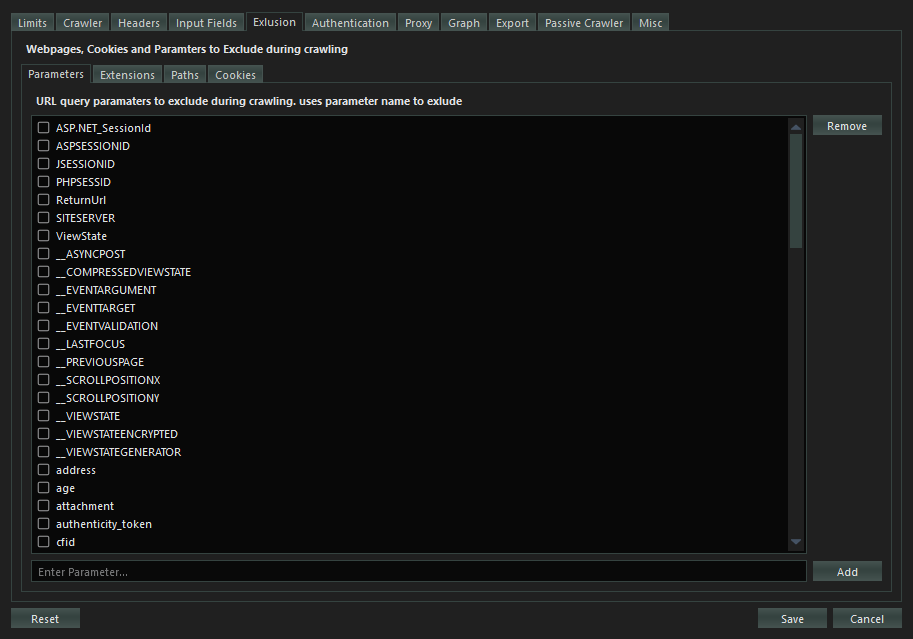 Limits Crawler Headers Input Fields Exlusion Authentication Proxy Graph Export Passive Crawler Misc
Webpages, Cookies and Paramters to Exclude during crawling
Parameters Extensions Paths Cookies
URL query paramaters to exclude during crawling. uses parameter name to exlude
ASP.NET_SessionId
Remove
ASPSESSIONID
JSESSIONID
PHPSESSID
ReturnUrl
SITESERVER
ViewState
__ASYNCPOST
__COMPRESSEDVIEWSTATE
__EVENTARGUMENT
__EVENTTARGET
__EVENTVALIDATION
__LASTFOCUS
__PREVIOUSPAGE
__SCROLLPOSITIONX
__SCROLLPOSITIONY
__VIEWSTATE
__VIEWSTATEENCRYPTED
__VIEWSTATEGENERATOR
address
age
attachment
authenticity_token
cfid
Enter Parameter... Add
Reset Save Cancel